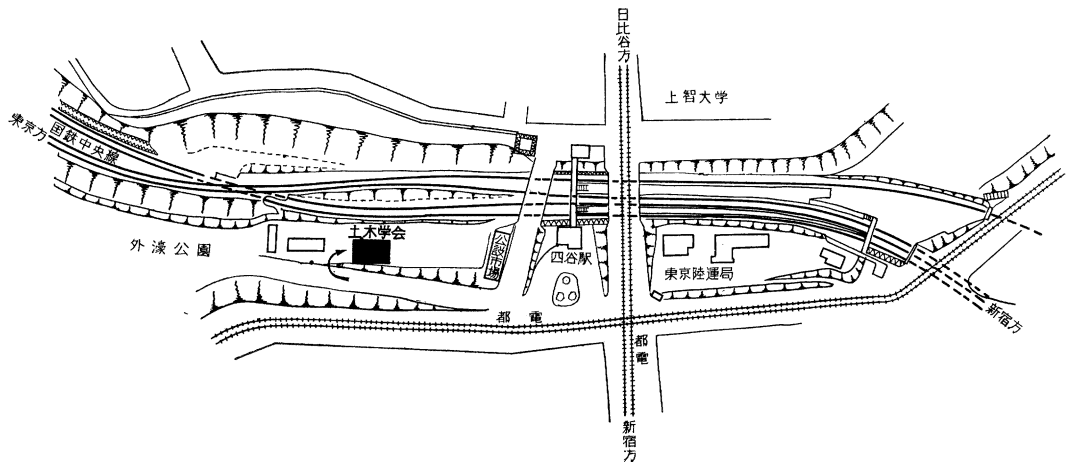 日比谷方
上智大学
東京方
国鉄中央線
外濠公園
土木学会
公設市場
四谷駅
東京陸運局
都電
都電
新宿方
新宿方